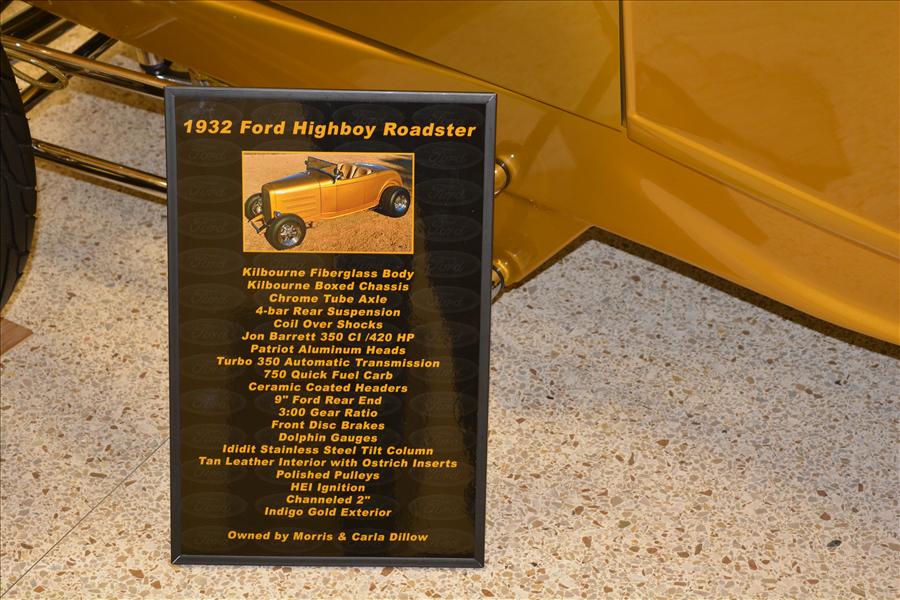 1932 Ford Highboy Roadster
Kilbourne Fiberglass Body
Kilbourne Boxed Chassis
Chrome Tube Axle
4-bar Rear Suspension
Coil Over Shocks
Jon Barrett 350 CI /420 HP
Patriot Aluminum Heads
Turbo 350 Automatic Transmission
750 Quick Fuel Carb
Ceramic Coated Headers
9" Ford Rear End
3:00 Gear Ratio
Front Disc Brakes
Dolphin Gauges
Ididit Stainless Steel Tilt Column
Tan Leather Interior with Ostrich Inserts
Polished Pulleys
HEI Ignition
Channeled 2"
Indigo Gold Exterior
Owned by Morris & Carla Dillow